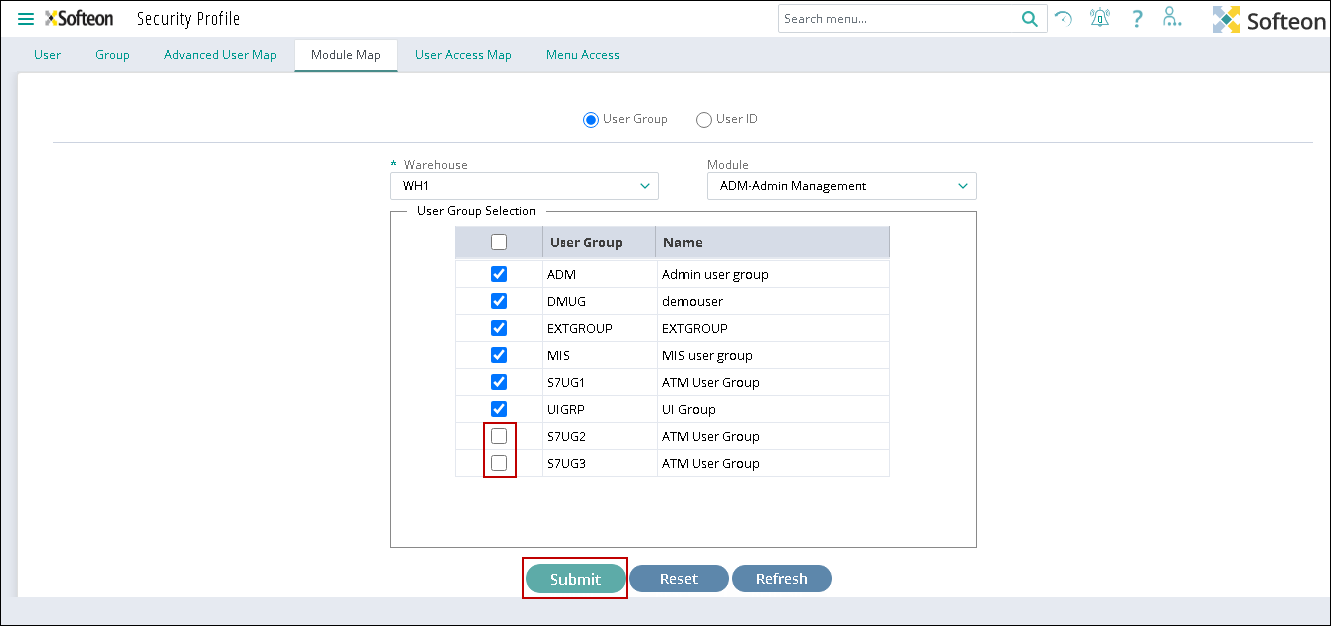 Softeon Security Profile Search menu... ? Softeon
User Group Advanced User Map Module Map User Access Map Menu Access
User Group User ID
* Warehouse Module
WH1 ADM-Admin Management
User Group Selection
User Group Name
ADM Admin user group
DMUG demouser
EXTGROUP EXTGROUP
MIS MIS user group
S7UG1 ATM User Group
UIGRP UI Group
S7UG2 ATM User Group
S7UG3 ATM User Group
Submit Reset Refresh